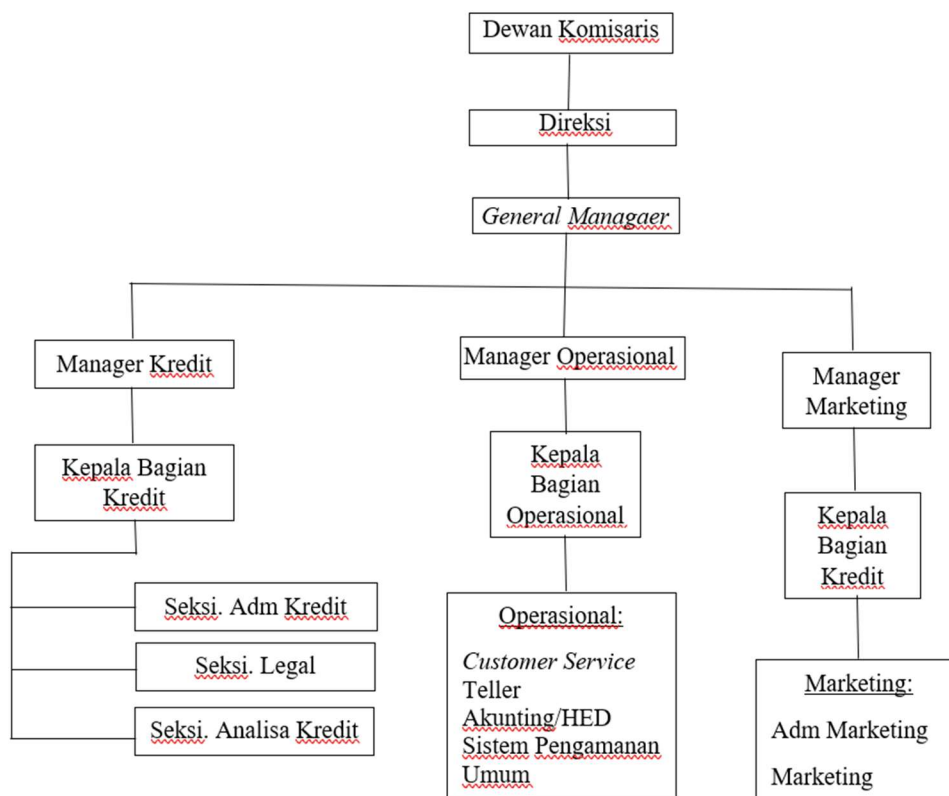 Dewan Komisaris
Direksi
General Managaer
Manager Kredit
Kepala Bagian
Kredit
Seksi. Adm Kredit
Seksi. Legal
Seksi. Analisa Kredit
Manager Operasional
Kepala
Bagian
Operasional
Operasional:
Customer Service
Teller
Akunting/HED
Sistem Pengamanan
Umum
Manager
Marketing
Kepala
Bagian
Kredit
Marketing:
Adm Marketing
Marketing